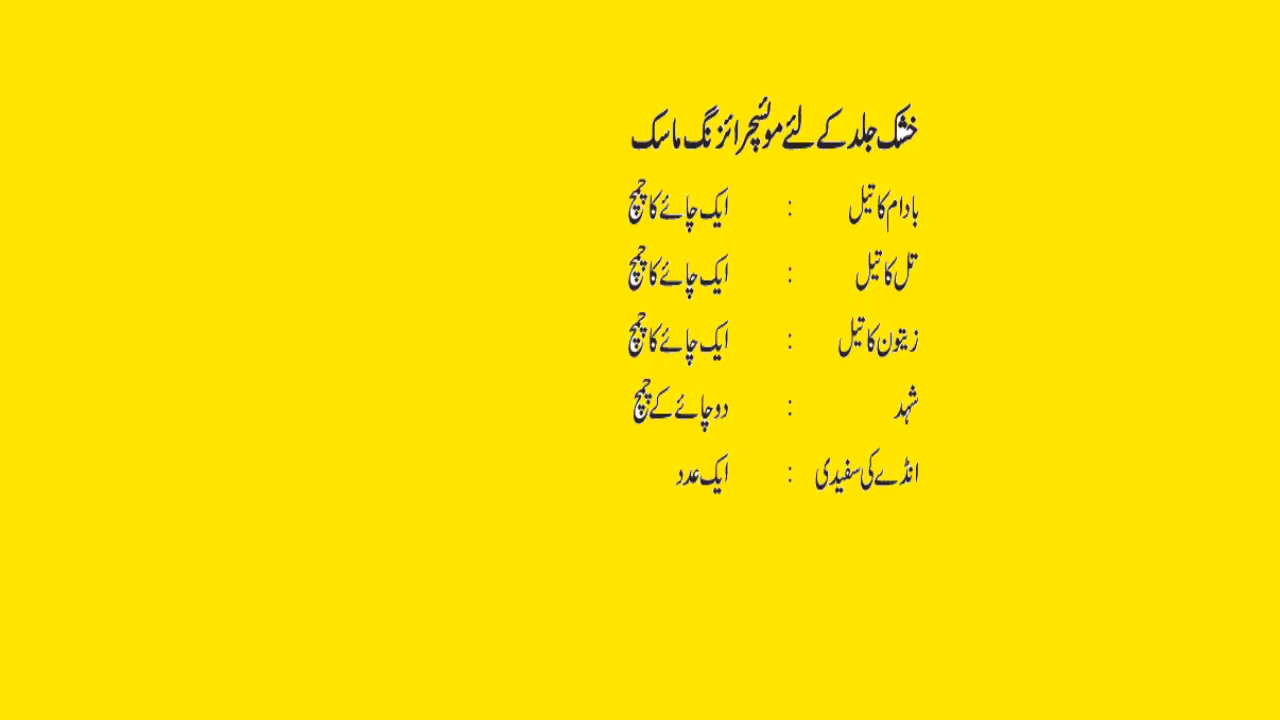 خشک جلد کے لئے موئسچرائزنگ ماسک
بادام کا تیل : ایک چائے کا چمچ
تل کا تیل : ایک چائے کا چمچ
زیتون کا تیل : ایک چائے کا چمچ
شہد : دو چائے کے چمچ
انڈے کی سفیدی : ایک عدد